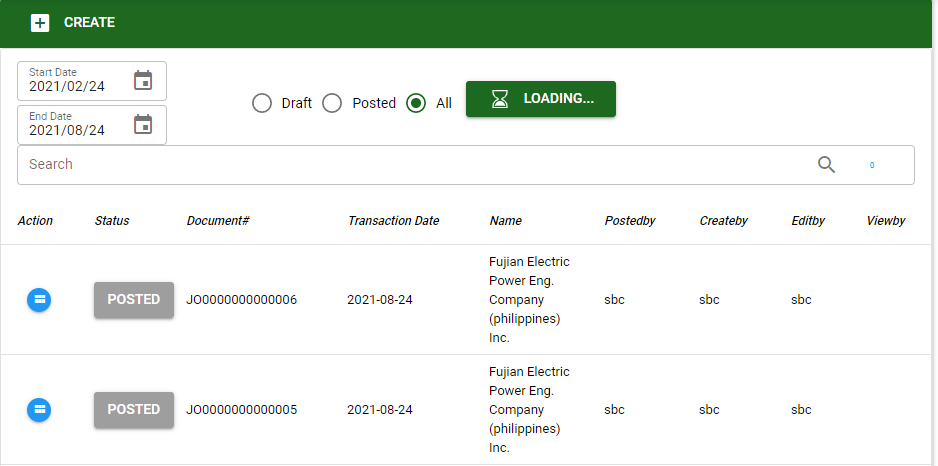 CREATE
Start Date
2021/02/24
End Date
2021/08/24
Draft Posted All LOADING...
Search 0
Action Status Document# Transaction Date Name Postedby Createby Editby Viewby
Fujian Electric
Power Eng.
POSTED JO0000000000006 2021-08-24 Company sbc sbc sbc
(philippines)
Inc.
Fujian Electric
Power Eng.
POSTED JO0000000000005 2021-08-24 Company sbc sbc sbc
(philippines)
Inc.